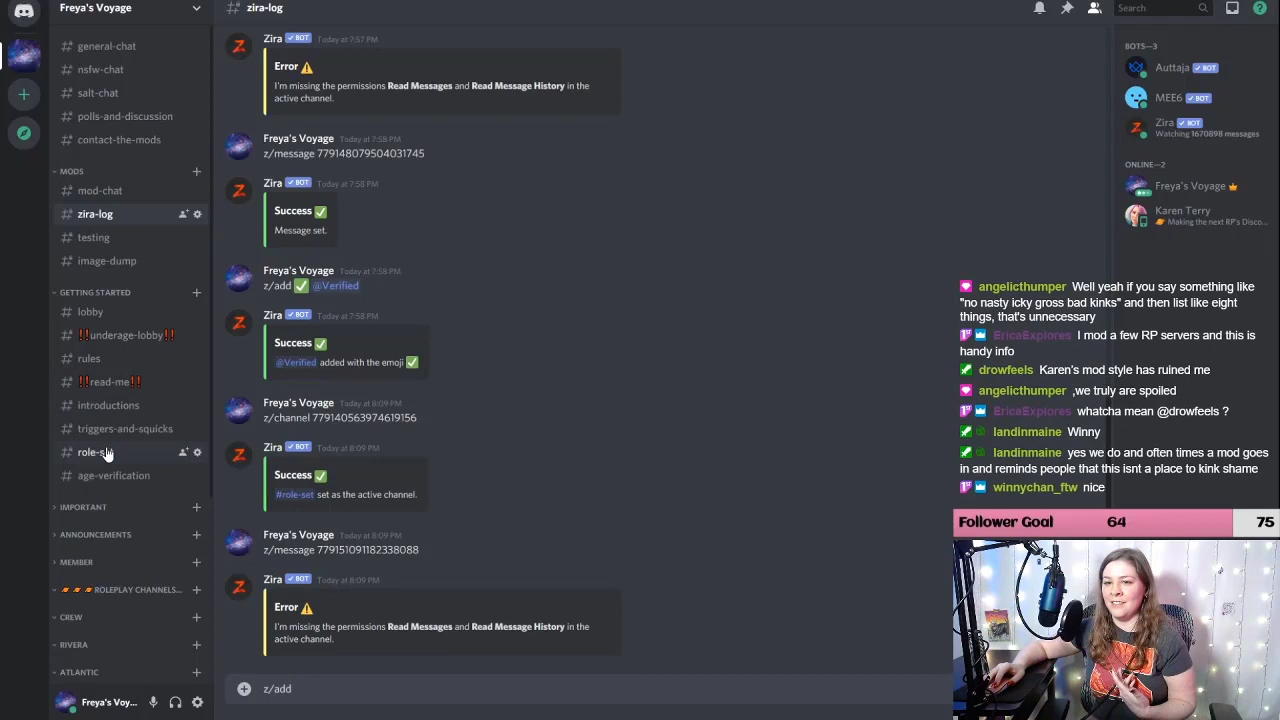 Freya's Voyage
general-chat
nsfw-chat
salt-chat
polls-and-discussion
contact-the-mods
MODS
mod-chat
zira-log
testing
image-dump
GETTING STARTED
lobby
‼️underage-lobby‼️
rules
‼️read-me‼️
introductions
triggers-and-squicks
age-verification
IMPORTANT
ANNOUNCEMENTS
MEMBER
🪐 🪐 🪐 ROLEPLAY CHANNELS...
CREW
RIVERA
ATLANTIC
Freya's Voy...
zira-log
Zira BOT Today at 7:57 PM
Error ⚠️
I'm missing the permissions Read Messages and Read Message History in the
active channel.
Freya's Voyage Today at 7:58 PM
z/message 779148079504031745
Zira BOT Today at 7:58 PM
Success ✅
Message set.
Freya's Voyage Today at 7:58 PM
z/add ✅ @Verified
Zira BOT Today at 7:58 PM
Success ✅
@Verified added with the emoji ✅
Freya's Voyage Today at 8:09 PM
z/channel 779140563974619156
Zira BOT Today at 8:09 PM
Success ✅
#role-set set as the active channel.
Freya's Voyage Today at 8:09 PM
z/message 779151091182338088
Zira BOT Today at 8:09 PM
Error ⚠️
I'm missing the permissions Read Messages and Read Message History in the
active channel.
z/add
Search
BOTS—3
Auttaja BOT
MEE6 BOT
Zira BOT
Watching 1670898 messages
ONLINE—2
Freya's Voyage
Karen Terry
🪐 Making the next RP's Disco...
angelicthumper Well yeah if you say something like
"no nasty icky gross bad kinks" and then list like eight
things, that's unnecessary
EricaExplores I mod a few RP servers and this is
handy info
drowfeels Karen's mod style has ruined me
angelicthumper ,we truly are spoiled
EricaExplores whatcha mean @drowfeels ?
landinmaine Winny
landinmaine yes we do and often times a mod goes
in and reminds people that this isnt a place to kink shame
winnychan_ftw nice
Follower Goal 64 75